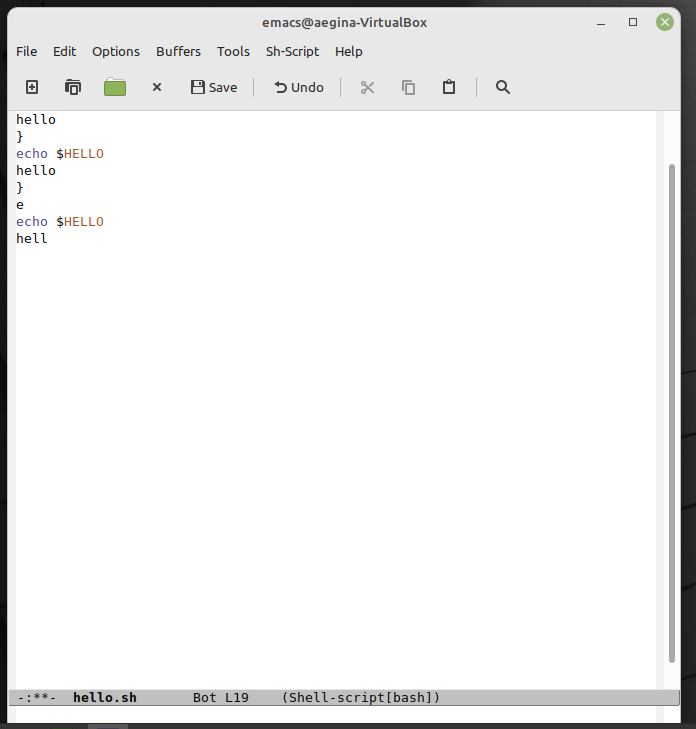 emacs@aegina-VirtualBox
File Edit Options Buffers Tools Sh-Script Help
Save Undo
hello
}
echo $HELLO
hello
}
e
echo $HELLO
hell
-:**-  hello.sh       Bot L19    (Shell-script[bash])